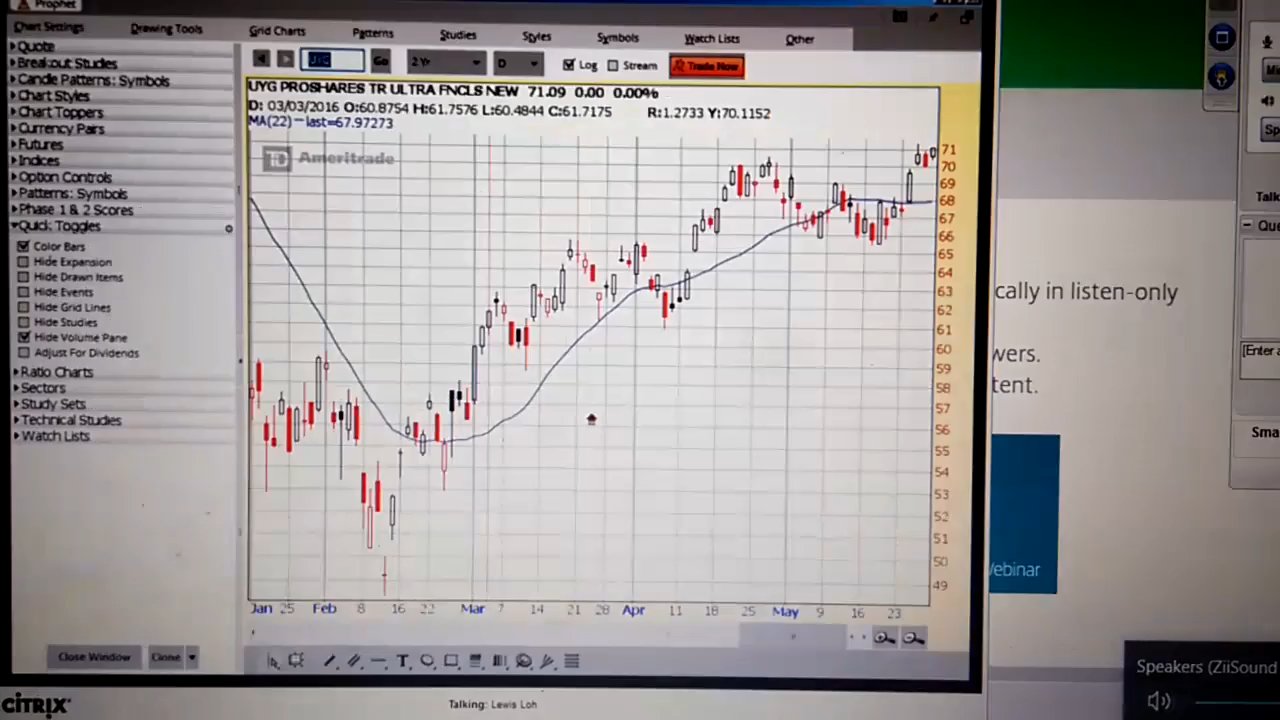 Prophet
Chart Settings Drawing Tools Grid Charts Patterns Studies Styles Symbols Watch Lists Other
Quote
Breakout Studies
Candle Patterns: Symbols
Chart Styles
Chart Toppers
Currency Pairs
Futures
Indices
Option Controls
Patterns: Symbols
Phase 1 & 2 Scores
Quick Toggles
Color Bars
Hide Expansion
Hide Drawn Items
Hide Events
Hide Grid Lines
Hide Studies
Hide Volume Pane
Adjust For Dividends
Ratio Charts
Sectors
Study Sets
Technical Studies
Watch Lists
Close Window Clone
UYG Go 2 Yr D Log Stream Trade Now
UYG PROSHARES TR ULTRA FNCLS NEW 71.09 0.00 0.00%
D: 03/03/2016 O:60.8754 H:61.7576 L:60.4844 C:61.7175 R:1.2733 Y:70.1152
MA(22) - last=67.97273
TD Ameritrade
71
70
69
68
67
66
65
64
63
62
61
60
59
58
57
56
55
54
53
52
51
50
49
Jan 25 Feb 8 16 22 Mar 7 14 21 28 Apr 11 18 25 May 9 16 23
T
CİTRIX
Talking: Lewis Loh
cally in listen-only
wers.
tent.
Webinar
Talk
Que
[Enter a
Sma
Speakers (ZiiSound